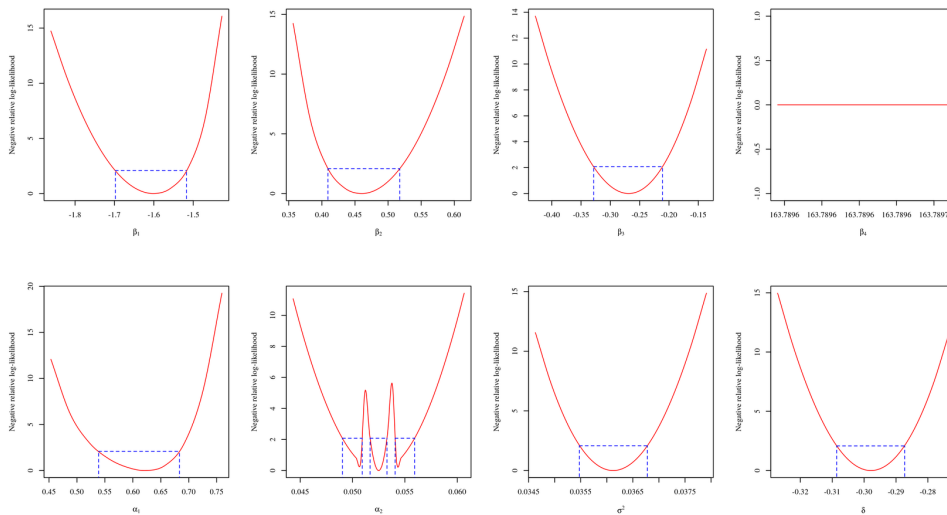 Negative relative log-likelihood
0 5 10 15
-1.8 -1.7 -1.6 -1.5
β1
Negative relative log-likelihood
0 5 10 15
0.35 0.40 0.45 0.50 0.55 0.60
β2
Negative relative log-likelihood
0 2 4 6 8 10 12 14
-0.40 -0.35 -0.30 -0.25 -0.20 -0.15
β3
Negative relative log-likelihood
-1.0 -0.5 0.0 0.5 1.0
163.7896 163.7896 163.7896 163.7896 163.7897
β4
Negative relative log-likelihood
0 5 10 15 20
0.45 0.50 0.55 0.60 0.65 0.70 0.75
α1
Negative relative log-likelihood
0 2 4 6 8 10
0.045 0.050 0.055 0.060
α2
Negative relative log-likelihood
0 5 10 15
0.0345 0.0355 0.0365 0.0375
σ2
Negative relative log-likelihood
0 5 10 15
-0.32 -0.31 -0.30 -0.29 -0.28
δ